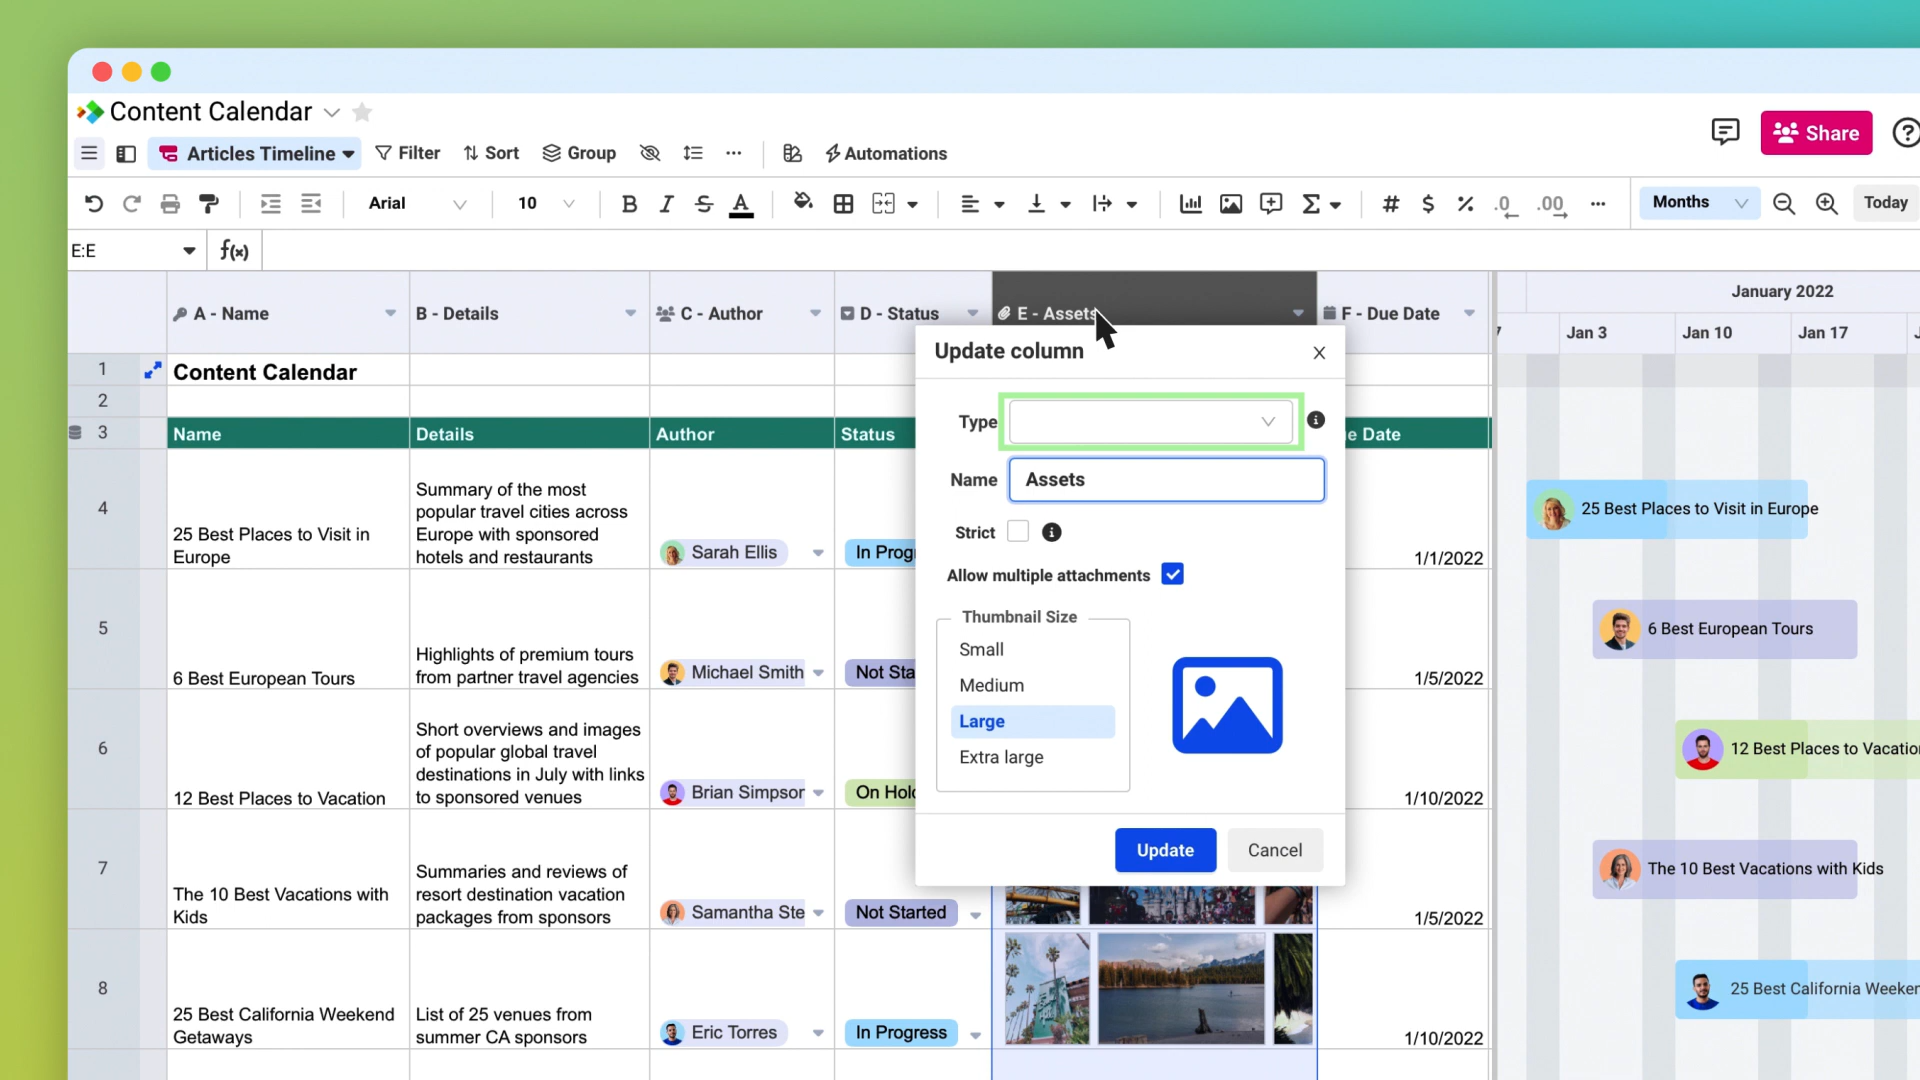 Content Calendar
Articles Timeline
Filter
Sort
Group
Automations
Share
Arial
10
B
I
S
A
Σ
#
$
%
.0
.00
Months
Today
E:E
f(x)
A - Name
B - Details
C - Author
D - Status
E - Assets
F - Due Date
January 2022
7
Jan 3
Jan 10
Jan 17
J
1
Content Calendar
2
3
Name
Details
Author
Status
e Date
4
25 Best Places to Visit in
Europe
Summary of the most
popular travel cities across
Europe with sponsored
hotels and restaurants
Sarah Ellis
In Prog
1/1/2022
25 Best Places to Visit in Europe
5
6 Best European Tours
Highlights of premium tours
from partner travel agencies
Michael Smith
Not Sta
1/5/2022
6 Best European Tours
6
12 Best Places to Vacation
Short overviews and images
of popular global travel
destinations in July with links
to sponsored venues
Brian Simpsor
On Hol
1/10/2022
12 Best Places to Vacatio
7
The 10 Best Vacations with
Kids
Summaries and reviews of
resort destination vacation
packages from sponsors
Samantha Ste
Not Started
1/5/2022
The 10 Best Vacations with Kids
8
25 Best California Weekend
Getaways
List of 25 venues from
summer CA sponsors
Eric Torres
In Progress
1/10/2022
25 Best California Weeken
Update column
Type
Name
Assets
Strict
Allow multiple attachments
Thumbnail Size
Small
Medium
Large
Extra large
Update
Cancel